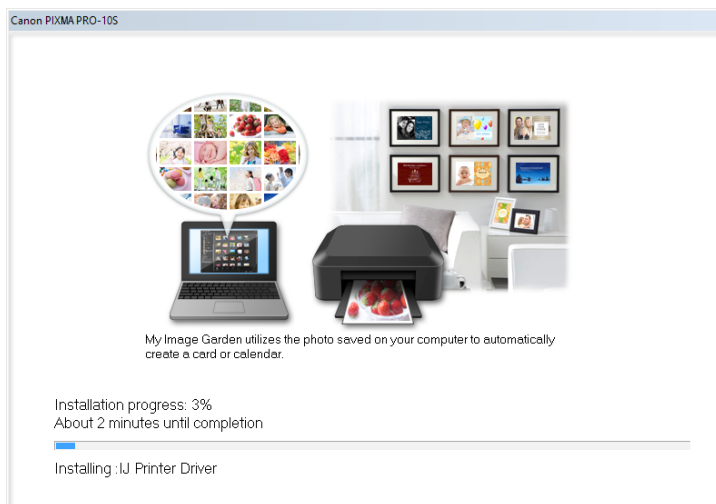 Canon PIXMA PRO-10S
My Image Garden utilizes the photo saved on your computer to automatically
create a card or calendar.
Installation progress: 3%
About 2 minutes until completion
Installing :IJ Printer Driver